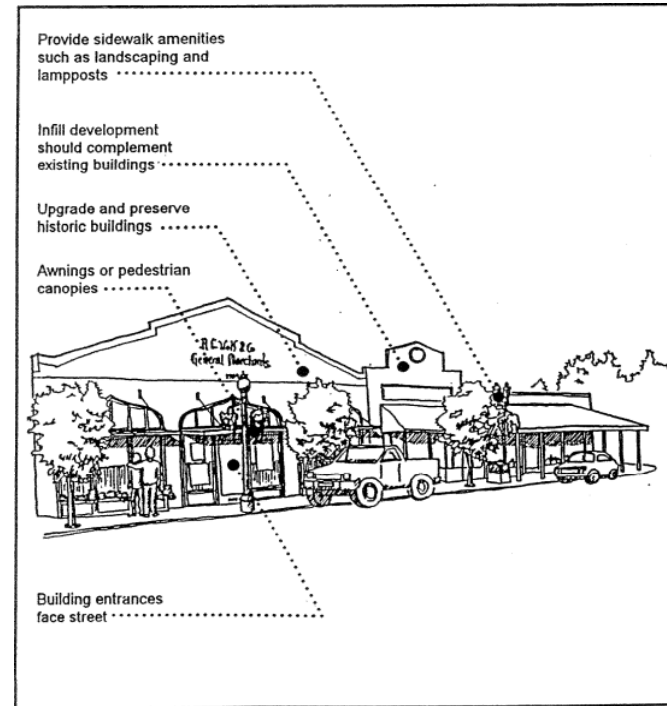 Provide sidewalk amenities
such as landscaping and
lampposts
Infill development
should complement
existing buildings
Upgrade and preserve
historic buildings
Awnings or pedestrian
canopies
General Merchants
Building entrances
face street